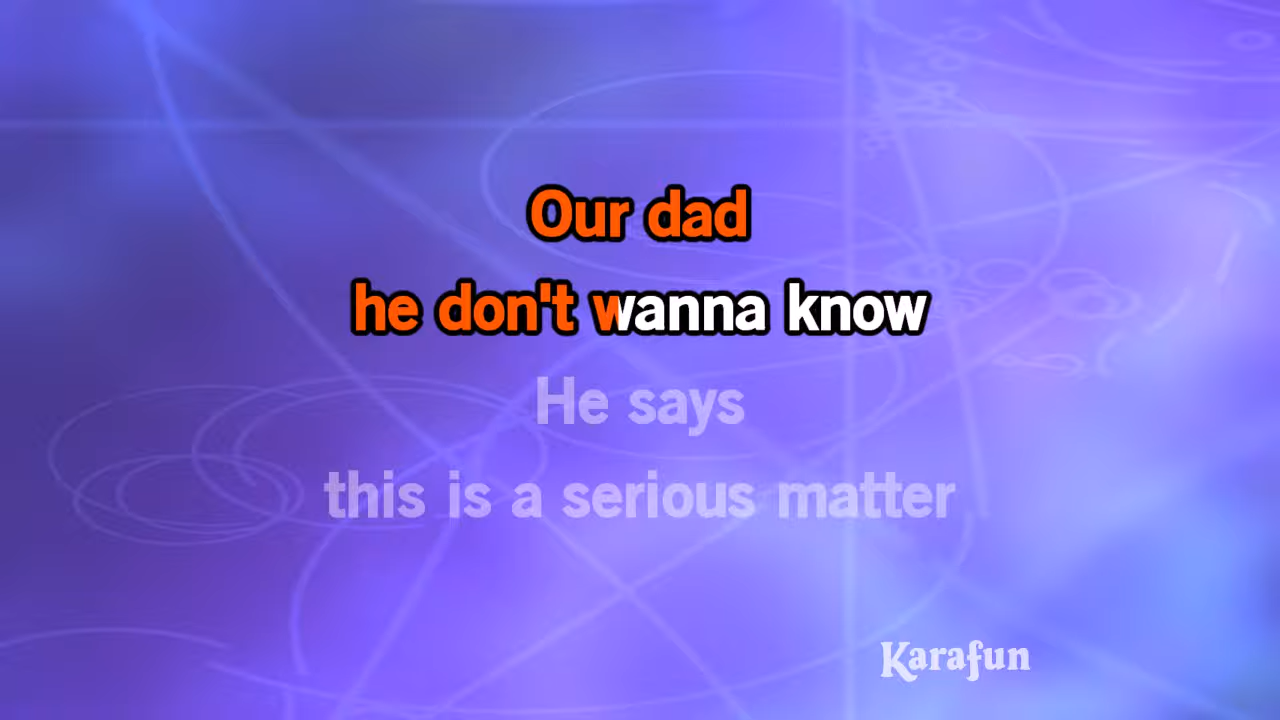 Our dad
he don't wanna know
He says
this is a serious matter
Karafun